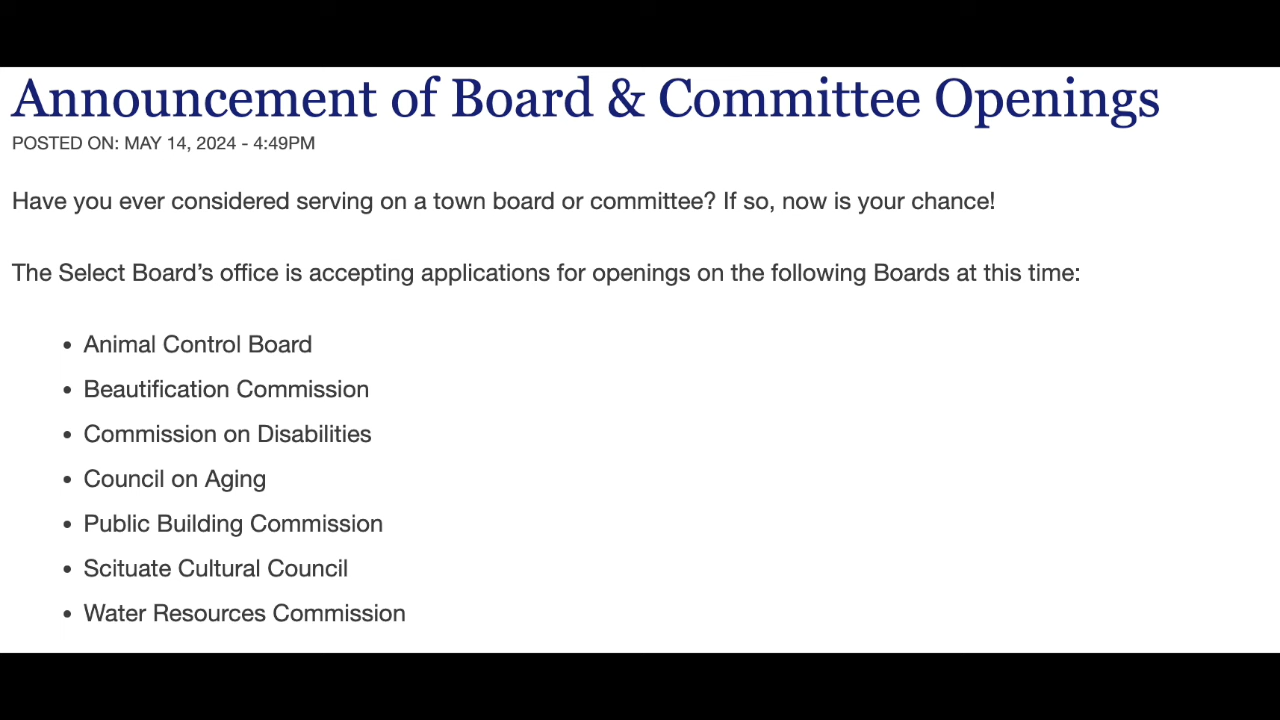 Announcement of Board & Committee Openings
POSTED ON: MAY 14, 2024 - 4:49PM
Have you ever considered serving on a town board or committee? If so, now is your chance!
The Select Board’s office is accepting applications for openings on the following Boards at this time:
• Animal Control Board
• Beautification Commission
• Commission on Disabilities
• Council on Aging
• Public Building Commission
• Scituate Cultural Council
• Water Resources Commission